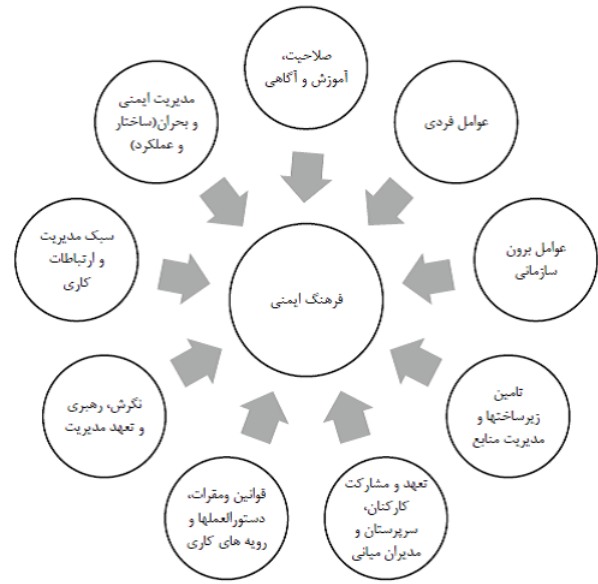 صلاحیت،
آموزش و آگاهی
عوامل فردی
عوامل برون
سازمانی
تامین
زیرساختها و
مدیریت منابع
تعهد و مشارکت
کارکنان،
سرپرستان و
مدیران میانی
قوانین ومقرات،
دستورالعملها و
رویه های کاری
نگرش، رهبری
و تعهد مدیریت
سبک مدیریت
و ارتباطات
کاری
مدیریت ایمنی
و بحران(ساختار
و عملکرد)
فرهنگ ایمنی